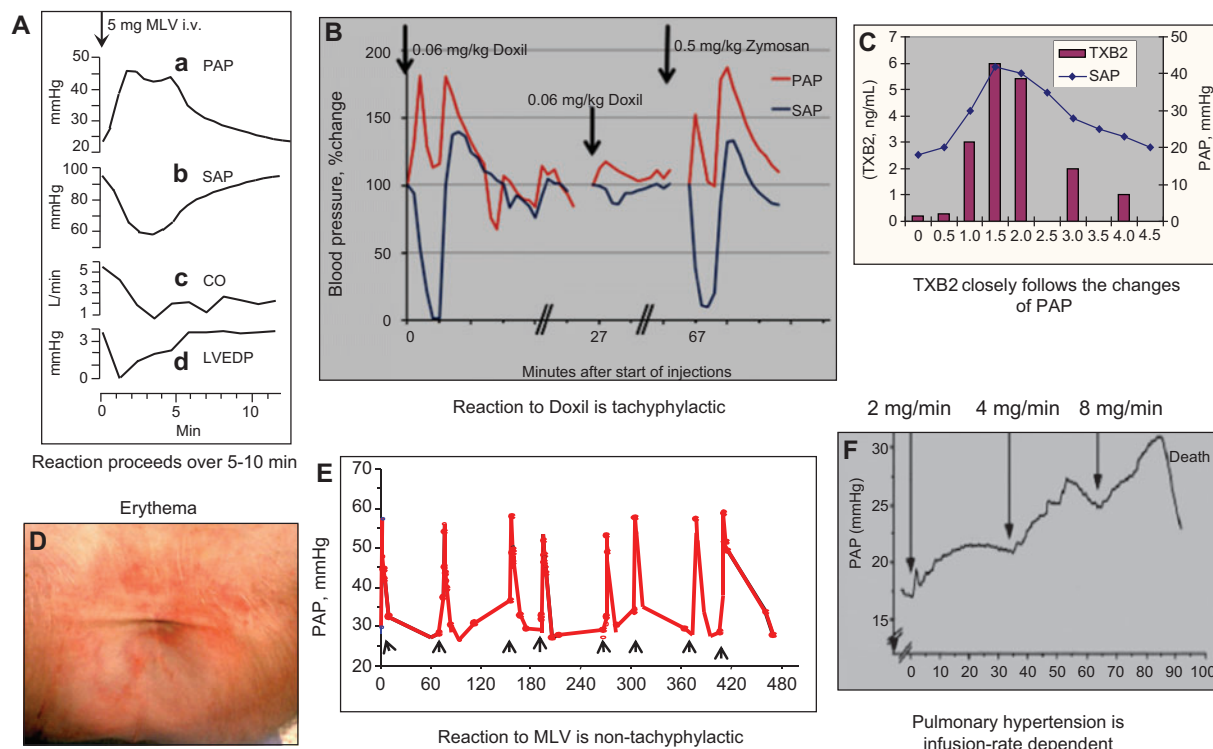 A
5 mg MLV i.v.
a PAP
mmHg
50
40
30
20
b SAP
mmHg
100
80
60
c CO
L/min
5
4
3
2
1
d LVEDP
mmHg
3
2
1
0
0 5 10
Min
Reaction proceeds over 5-10 min
B
0.06 mg/kg Doxil
0.5 mg/kg Zymosan
0.06 mg/kg Doxil
PAP
SAP
Blood pressure, %change
200
150
100
50
0
0 27 67
Minutes after start of injections
Reaction to Doxil is tachyphylactic
C
TXB2
SAP
(TXB2, ng/mL)
7
6
5
4
3
2
1
0
PAP, mmHg
50
40
30
20
10
0
0 0.5 1.0 1.5 2.0 2.5 3.0 3.5 4.0 4.5
TXB2 closely follows the changes
of PAP
Erythema
D
E
PAP, mmHg
70
60
50
40
30
20
0 60 120 180 240 300 360 420 480
Reaction to MLV is non-tachyphylactic
2 mg/min 4 mg/min 8 mg/min
F
Death
PAP (mmHg)
30
25
20
15
0 10 20 30 40 50 60 70 80 90 100
Pulmonary hypertension is
infusion-rate dependent